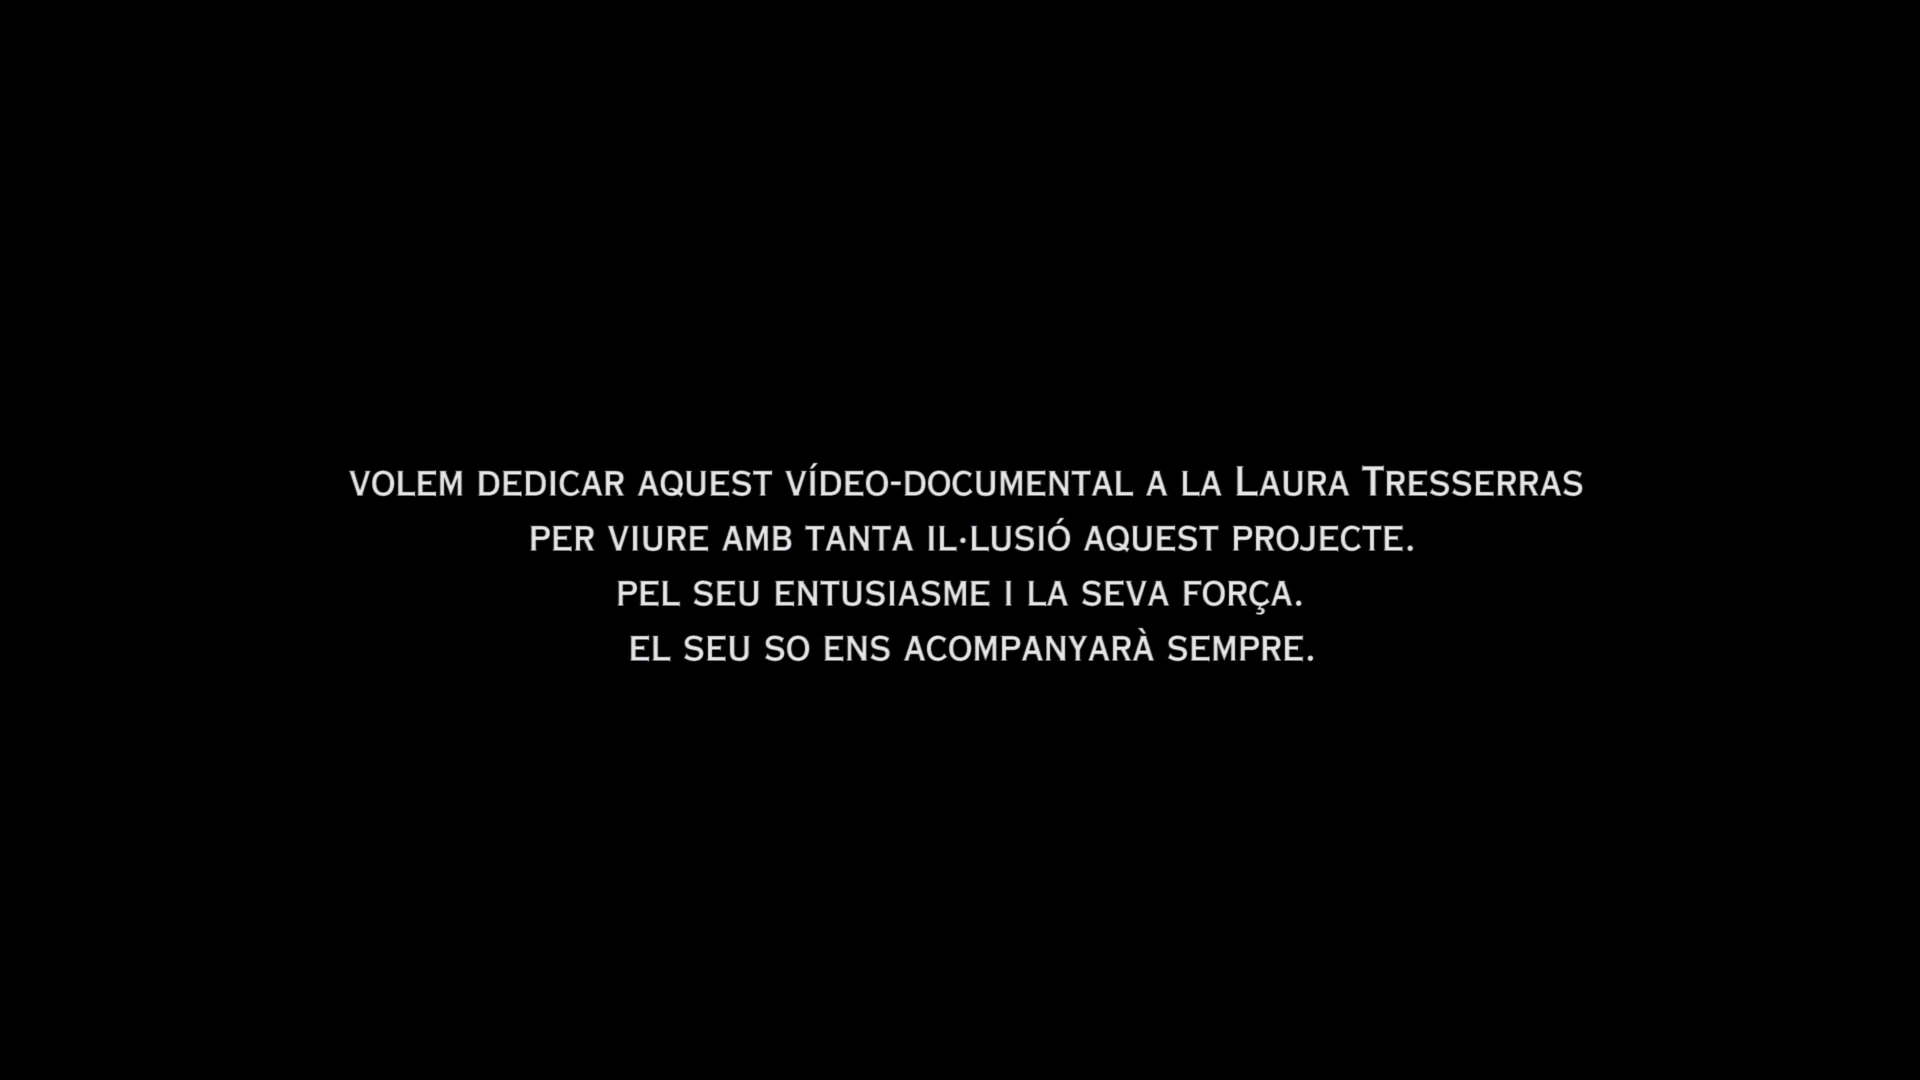 VOLEM DEDICAR AQUEST VÍDEO-DOCUMENTAL A LA LAURA TRESSERRAS
PER VIURE AMB TANTA IL·LUSIÓ AQUEST PROJECTE.
PEL SEU ENTUSIASME I LA SEVA FORÇA.
EL SEU SO ENS ACOMPANYARÀ SEMPRE.